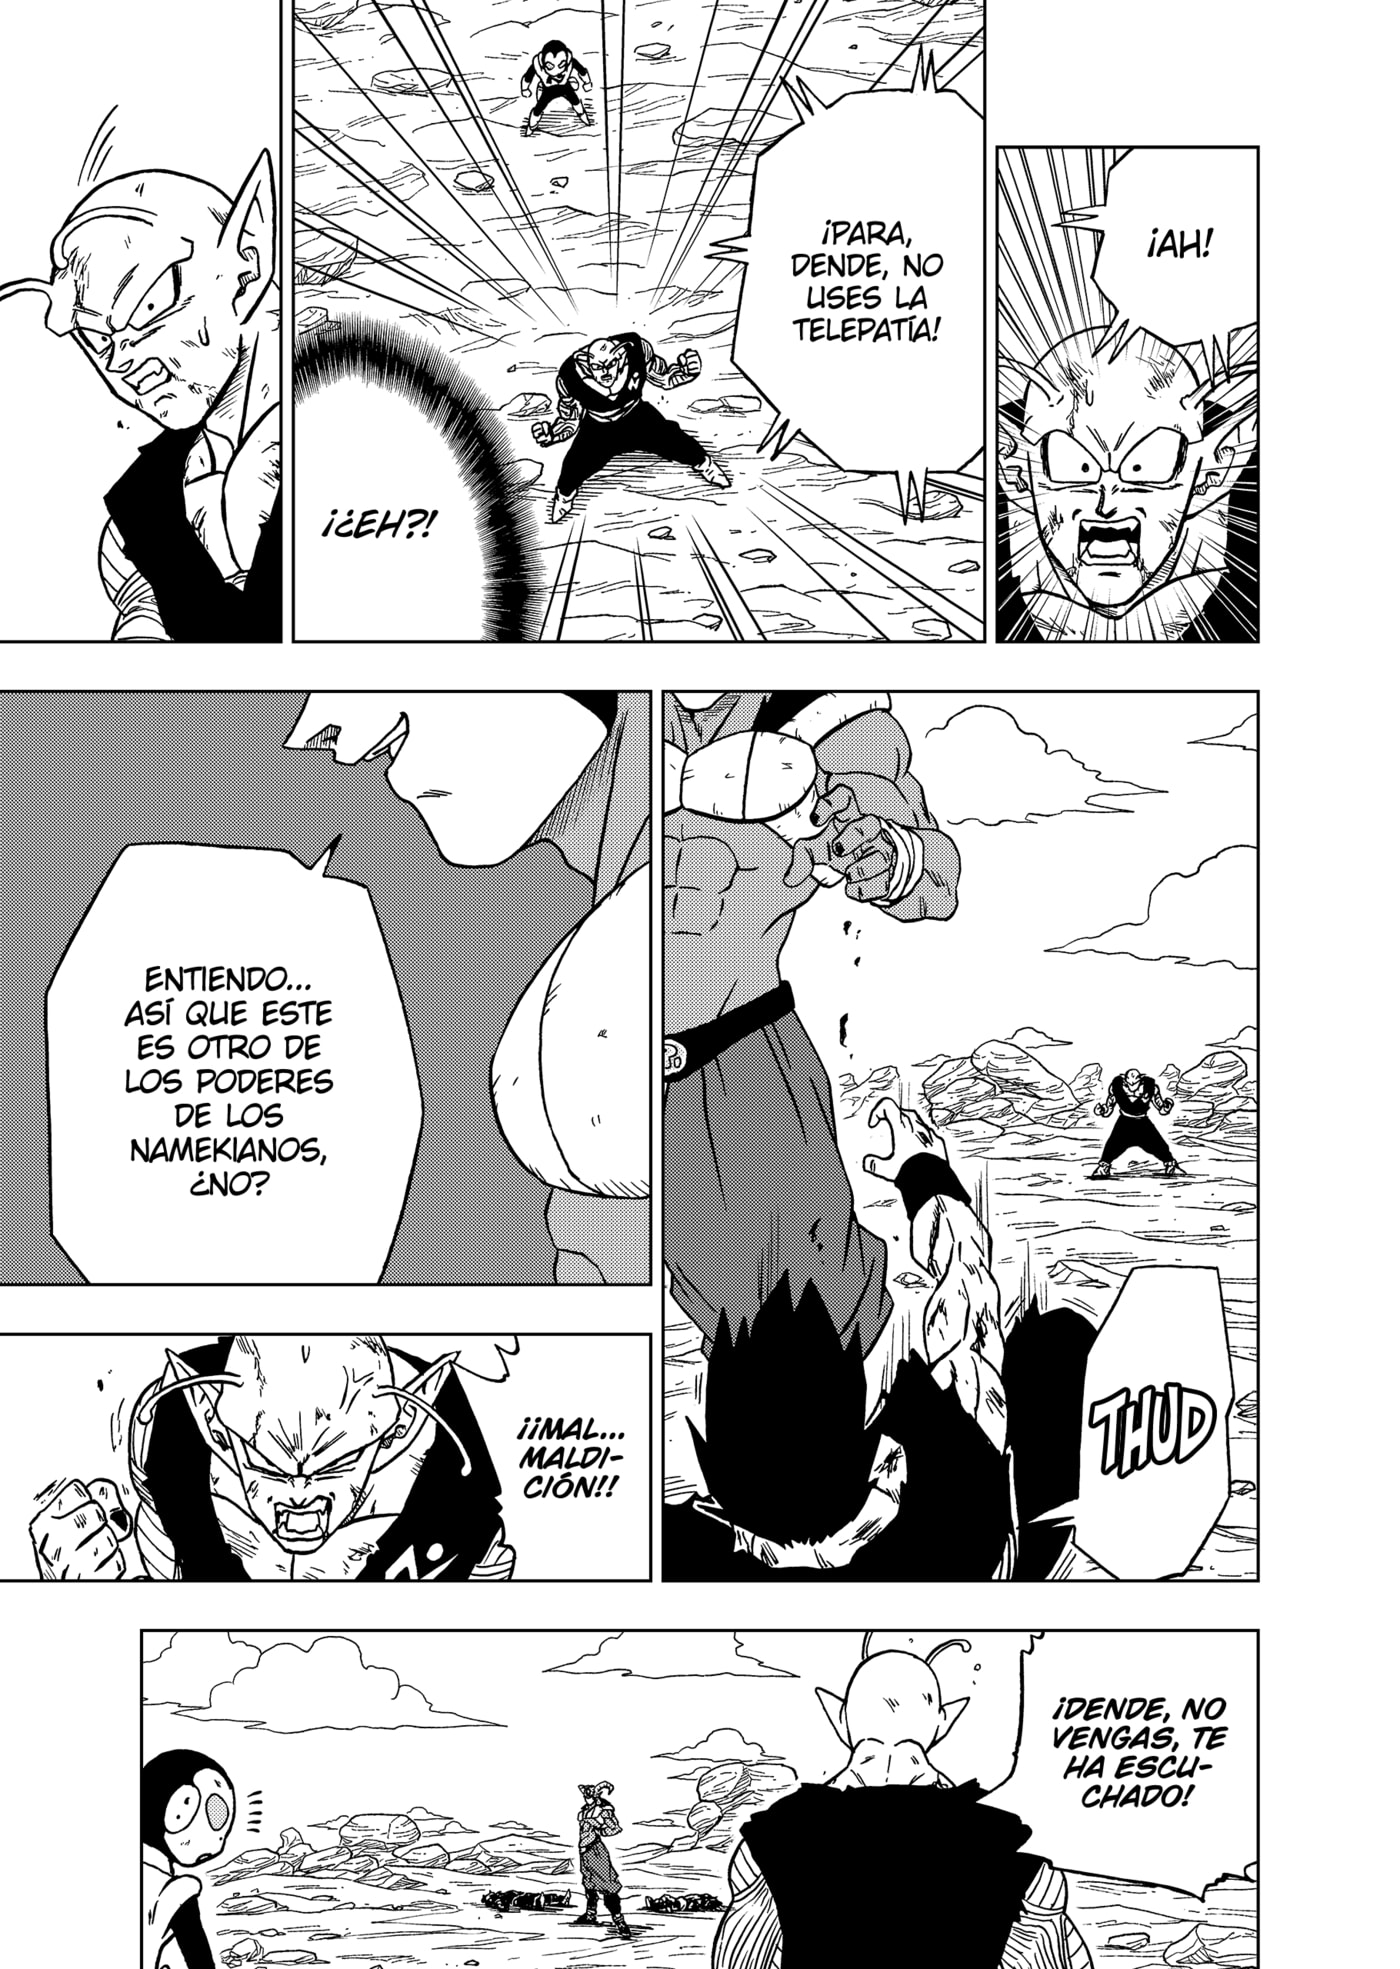 ¡AH!
¡PARA,
DENDE, NO
USES LA
TELEPATÍA!
¡¿EH?!
THUD
ENTIENDO...
ASÍ QUE ESTE
ES OTRO DE
LOS PODERES
DE LOS
NAMEKIANOS,
¿NO?
¡¡MAL...
MALDI-
CIÓN!!
¡DENDE, NO
VENGAS, TE
HA ESCU-
CHADO!